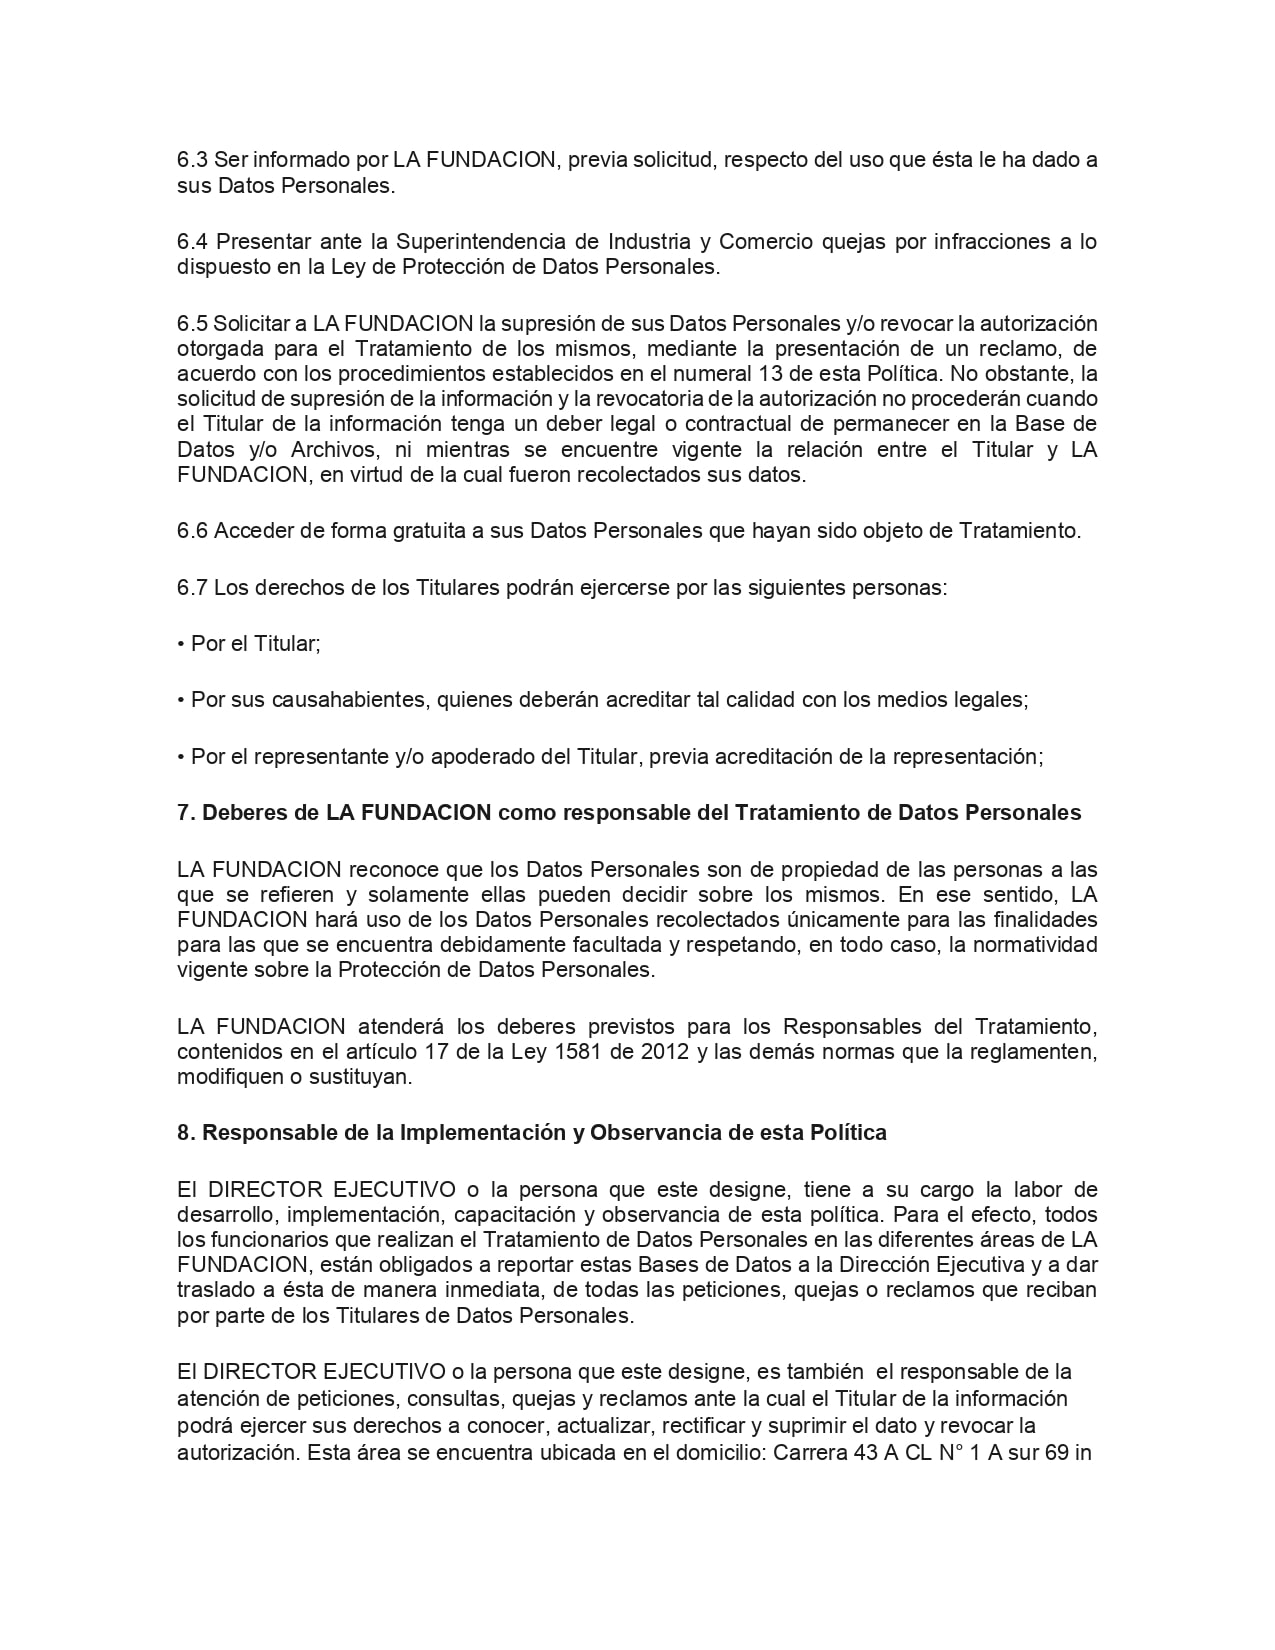 6.3 Ser informado por LA FUNDACION, previa solicitud, respecto del uso que ésta le ha dado a
sus Datos Personales.
6.4 Presentar ante la Superintendencia de Industria y Comercio quejas por infracciones a lo
dispuesto en la Ley de Protección de Datos Personales.
6.5 Solicitar a LA FUNDACION la supresión de sus Datos Personales y/o revocar la autorización
otorgada para el Tratamiento de los mismos, mediante la presentación de un reclamo, de
acuerdo con los procedimientos establecidos en el numeral 13 de esta Política. No obstante, la
solicitud de supresión de la información y la revocatoria de la autorización no procederán cuando
el Titular de la información tenga un deber legal o contractual de permanecer en la Base de
Datos y/o Archivos, ni mientras se encuentre vigente la relación entre el Titular y LA
FUNDACION, en virtud de la cual fueron recolectados sus datos.
6.6 Acceder de forma gratuita a sus Datos Personales que hayan sido objeto de Tratamiento.
6.7 Los derechos de los Titulares podrán ejercerse por las siguientes personas:
• Por el Titular;
• Por sus causahabientes, quienes deberán acreditar tal calidad con los medios legales;
• Por el representante y/o apoderado del Titular, previa acreditación de la representación;
7. Deberes de LA FUNDACION como responsable del Tratamiento de Datos Personales
LA FUNDACION reconoce que los Datos Personales son de propiedad de las personas a las
que se refieren y solamente ellas pueden decidir sobre los mismos. En ese sentido, LA
FUNDACION hará uso de los Datos Personales recolectados únicamente para las finalidades
para las que se encuentra debidamente facultada y respetando, en todo caso, la normatividad
vigente sobre la Protección de Datos Personales.
LA FUNDACION atenderá los deberes previstos para los Responsables del Tratamiento,
contenidos en el artículo 17 de la Ley 1581 de 2012 y las demás normas que la reglamenten,
modifiquen o sustituyan.
8. Responsable de la Implementación y Observancia de esta Política
El DIRECTOR EJECUTIVO o la persona que este designe, tiene a su cargo la labor de
desarrollo, implementación, capacitación y observancia de esta política. Para el efecto, todos
los funcionarios que realizan el Tratamiento de Datos Personales en las diferentes áreas de LA
FUNDACION, están obligados a reportar estas Bases de Datos a la Dirección Ejecutiva y a dar
traslado a ésta de manera inmediata, de todas las peticiones, quejas o reclamos que reciban
por parte de los Titulares de Datos Personales.
El DIRECTOR EJECUTIVO o la persona que este designe, es también  el responsable de la
atención de peticiones, consultas, quejas y reclamos ante la cual el Titular de la información
podrá ejercer sus derechos a conocer, actualizar, rectificar y suprimir el dato y revocar la
autorización. Esta área se encuentra ubicada en el domicilio: Carrera 43 A CL N° 1 A sur 69 in